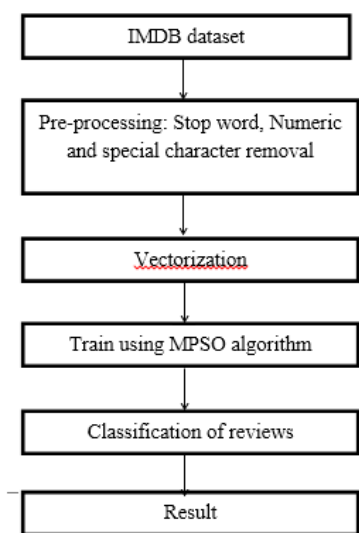 IMDB dataset
Pre-processing: Stop word, Numeric
and special character removal
Vectorization
Train using MPSO algorithm
Classification of reviews
Result